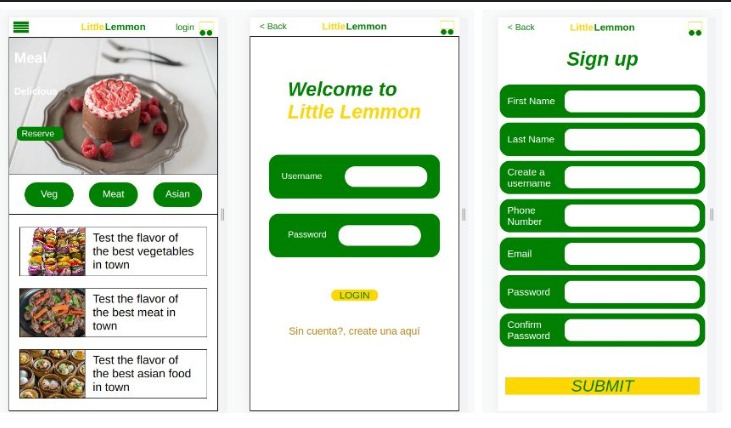 LittleLemmon
login
Meal
Delicious
Reserve
Veg
Meat
Asian
Test the flavor of
the best vegetables
in town
Test the flavor of
the best meat in
town
Test the flavor of
the best asian food
in town
< Back
LittleLemmon
Welcome to
Little Lemmon
Username
Password
LOGIN
Sin cuenta?, create una aquí
< Back
LittleLemmon
Sign up
First Name
Last Name
Create a
username
Phone
Number
Email
Password
Confirm
Password
SUBMIT